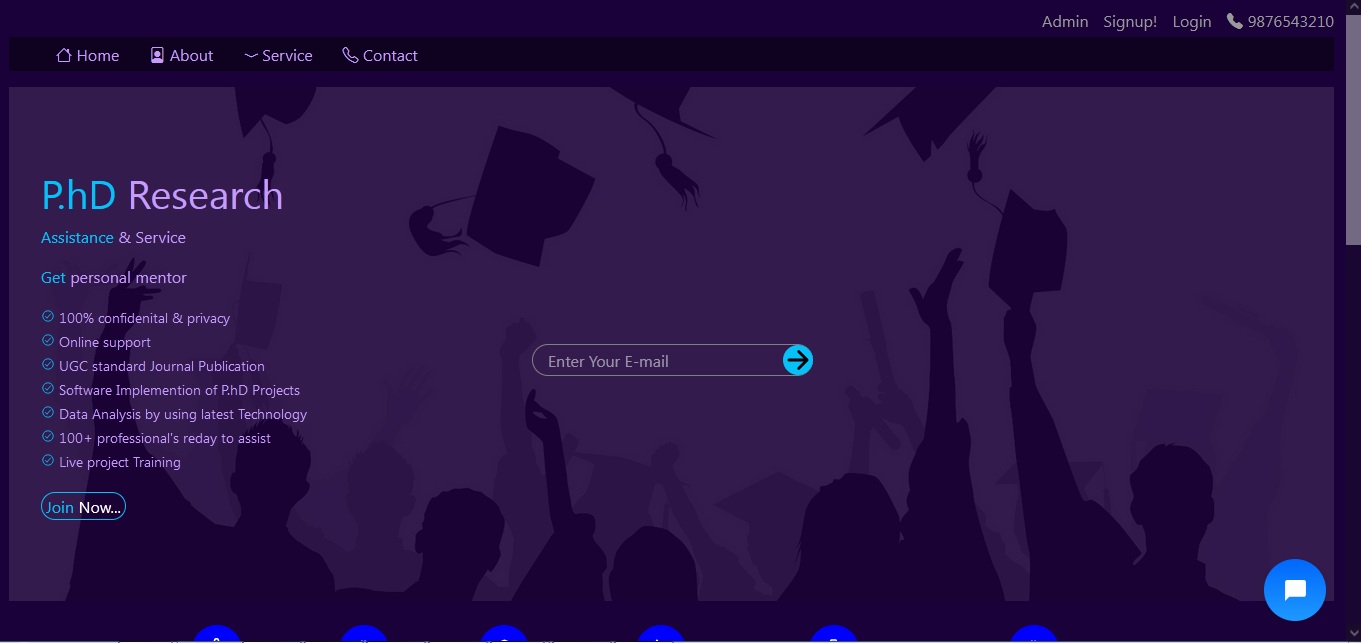 Admin Signup! Login 9876543210
Home About Service Contact
P.hD Research
Assistance & Service
Get personal mentor
100% confidenital & privacy
Online support
UGC standard Journal Publication
Software Implemention of P.hD Projects
Data Analysis by using latest Technology
100+ professional's reday to assist
Live project Training
Enter Your E-mail
Join Now...